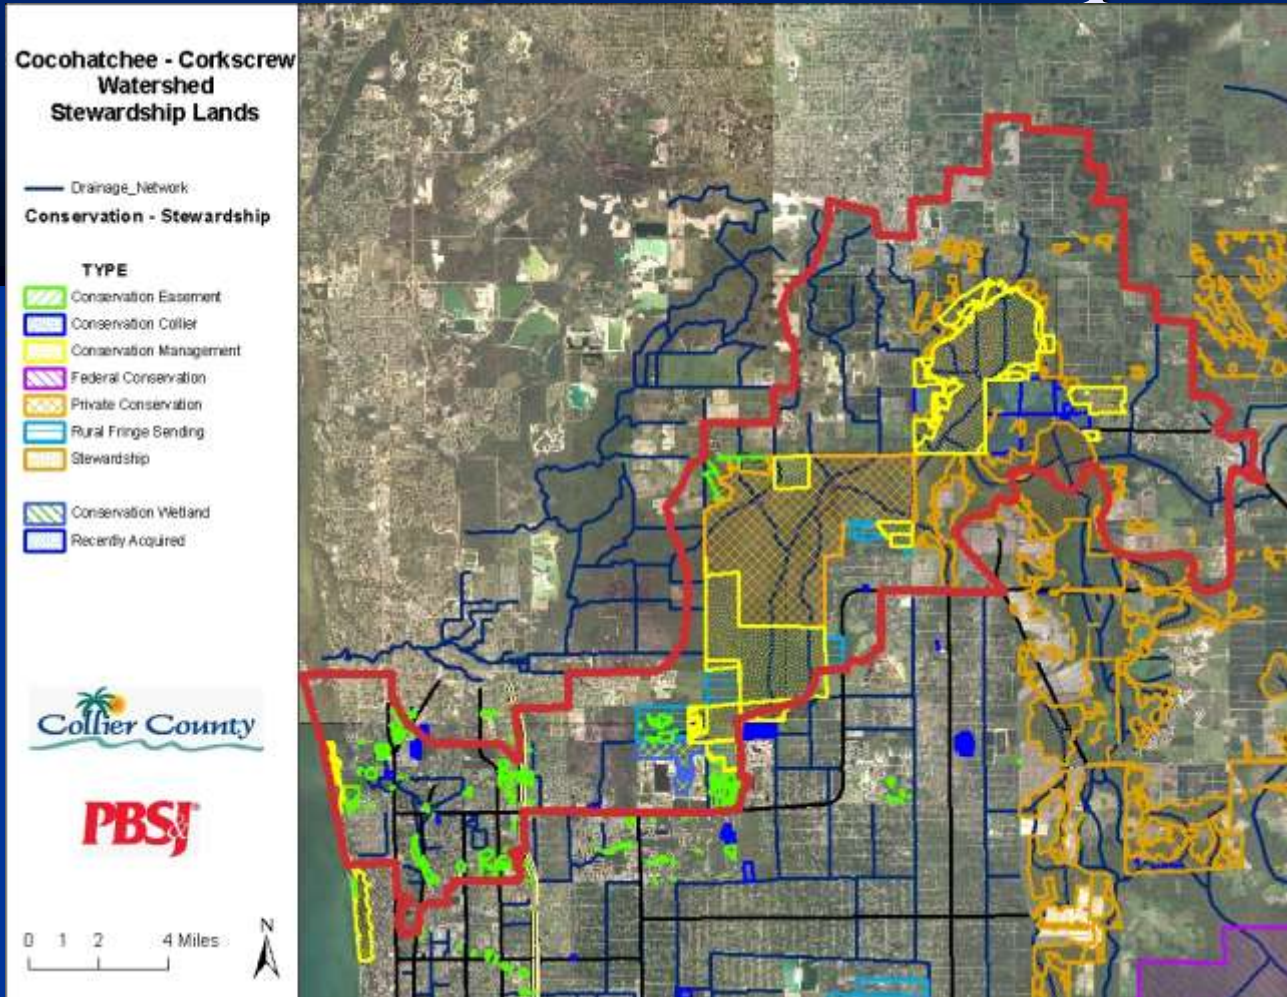 Cocohatchee - Corkscrew
Watershed
Stewardship Lands
Drainage_Network
Conservation - Stewardship
TYPE
Conservation Easement
Conservation Collier
Conservation Management
Federal Conservation
Private Conservation
Rural Fringe Sending
Stewardship
Conservation Wetland
Recently Acquired
Collier County
PBS&J
0 1 2 4 Miles
N